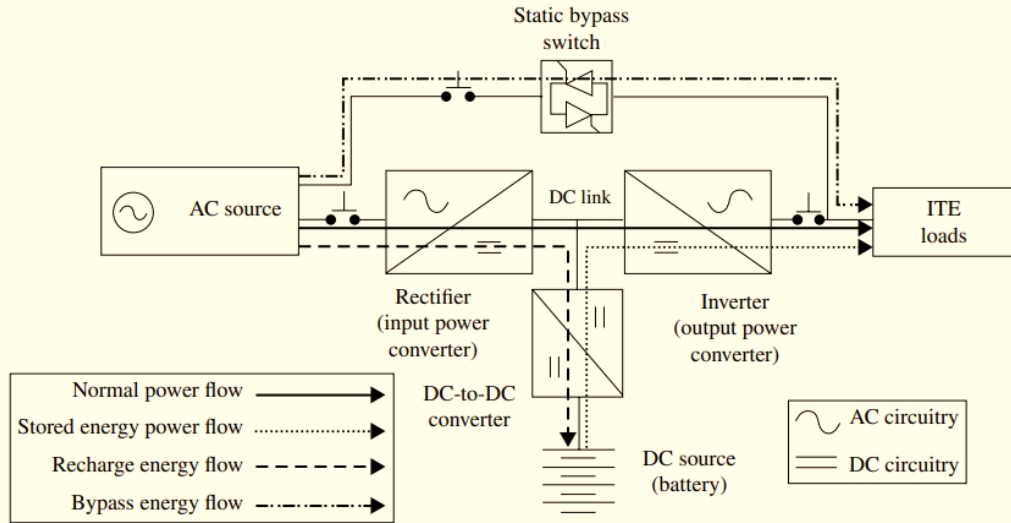 Static bypass
switch
AC source
DC link
ITE
loads
Rectifier
(input power
converter)
Inverter
(output power
converter)
DC-to-DC
converter
DC source
(battery)
Normal power flow
Stored energy power flow
Recharge energy flow
Bypass energy flow
AC circuitry
DC circuitry